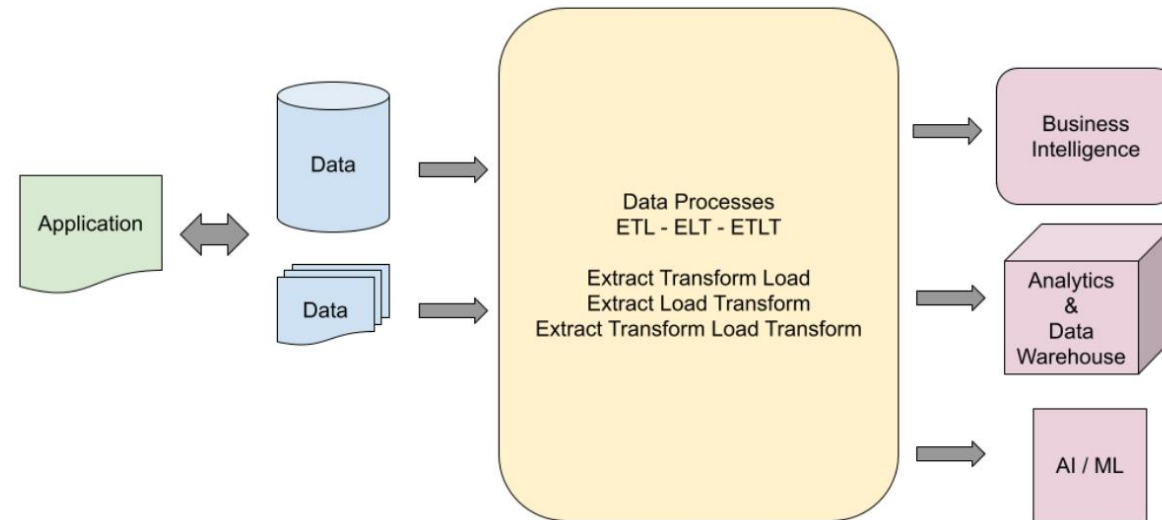 Application
Data
Data
Data Processes
ETL - ELT - ETLT
Extract Transform Load
Extract Load Transform
Extract Transform Load Transform
Business
Intelligence
Analytics
&
Data
Warehouse
AI / ML